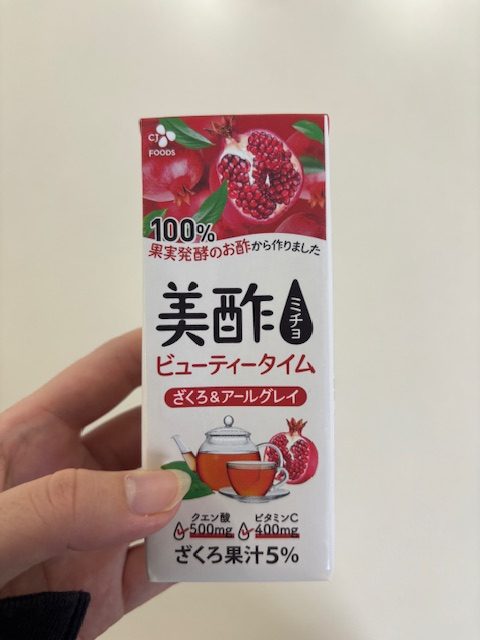 CJ
FOODS
100%
果実発酵のお酢から作りました
美酢
ミチョ
ビューティータイム
ざくろ&アールグレイ
クエン酸 ビタミンC
500mg 400mg
ざくろ果汁5%